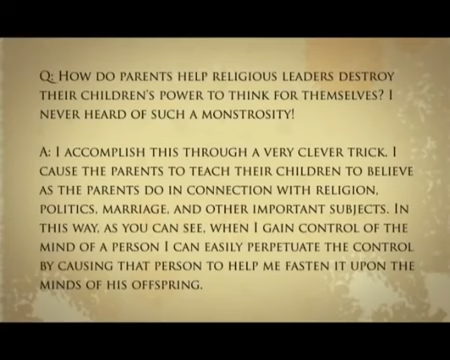 Q: How do parents help religious leaders destroy
their children's power to think for themselves? I
never heard of such a monstrosity!
A: I accomplish this through a very clever trick. I
cause the parents to teach their children to believe
as the parents do in connection with religion,
politics, marriage, and other important subjects. In
this way, as you can see, when I gain control of the
mind of a person I can easily perpetuate the control
by causing that person to help me fasten it upon the
minds of his offspring.